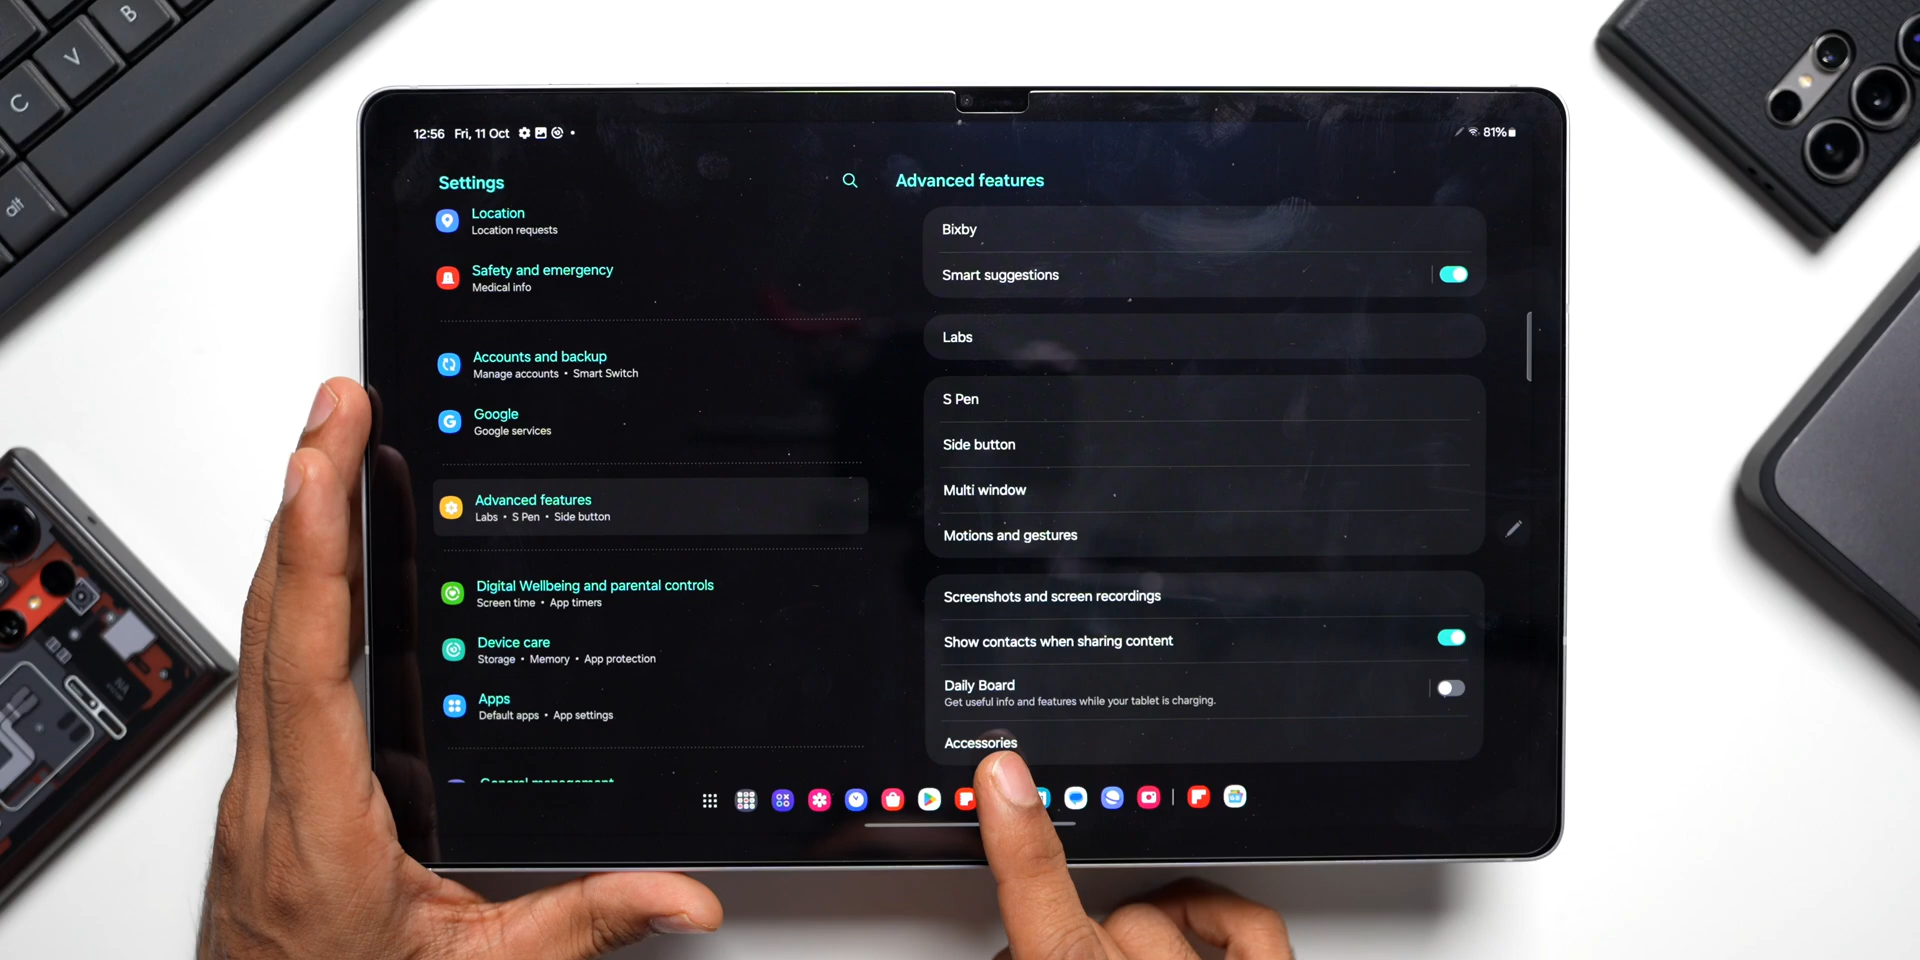 B
V
C
alt
12:56 Fri, 11 Oct
81%
Settings
Location
Location requests
Safety and emergency
Medical info
Accounts and backup
Manage accounts • Smart Switch
Google
Google services
Advanced features
Labs • S Pen • Side button
Digital Wellbeing and parental controls
Screen time • App timers
Device care
Storage • Memory • App protection
Apps
Default apps • App settings
General management
Advanced features
Bixby
Smart suggestions
Labs
S Pen
Side button
Multi window
Motions and gestures
Screenshots and screen recordings
Show contacts when sharing content
Daily Board
Get useful info and features while your tablet is charging.
Accessories